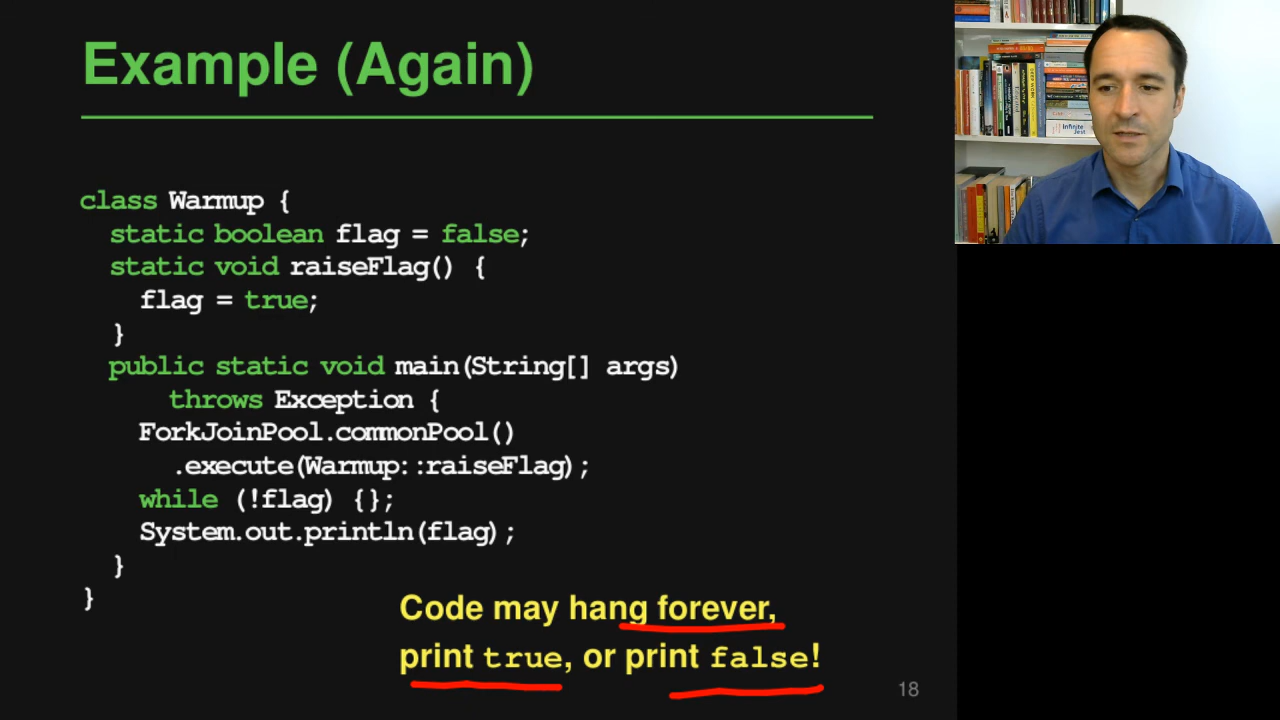 Example (Again)
class Warmup {
static boolean flag = false;
static void raiseFlag() {
flag = true;
}
public static void main(String[] args)
throws Exception {
ForkJoinPool.commonPool()
.execute(Warmup::raiseFlag);
while (!flag) {};
System.out.println(flag);
}
}
Code may hang forever,
print true, or print false!
18
Infinite
Jest